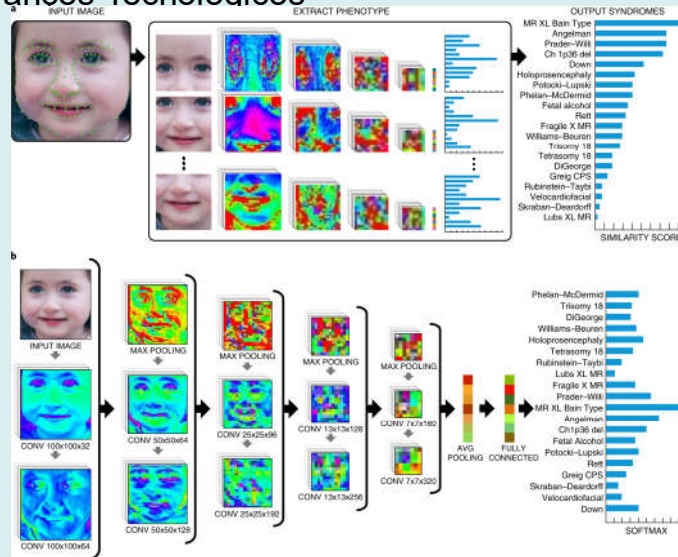 ances Tecnológicos
a
INPUT IMAGE
EXTRACT PHENOTYPE
OUTPUT SYNDROMES
MR XL Bain Type
Angelman
Prader–Willi
Ch 1p36 del
Down
Holoprosencephaly
Potocki–Lupski
Phelan–McDermid
Fetal alcohol
Rett
Fragile X MR
Williams–Beuren
Trisomy 18
Tetrasomy 18
DiGeorge
Greig CPS
Rubinstein–Taybi
Velocardiofacial
Skraban–Deardorff
Lubs XL MR
SIMILARITY SCORE
b
INPUT IMAGE
CONV 100x100x32
CONV 100x100x64
MAX POOLING
CONV 50x50x64
CONV 50x50x128
MAX POOLING
CONV 25x25x96
CONV 25x25x192
MAX POOLING
CONV 13x13x128
CONV 13x13x256
MAX POOLING
CONV 7x7x160
CONV 7x7x320
AVG
POOLING
FULLY
CONNECTED
Phelan–McDermid
Trisomy 18
DiGeorge
Williams–Beuren
Holoprosencephaly
Tetrasomy 18
Rubinstein–Taybi
Lubs XL MR
Fragile X MR
Prader–Willi
MR XL Bain Type
Angelman
Ch1p36 del
Fetal Alcohol
Potocki–Lupski
Rett
Greig CPS
Skraban–Deardorff
Velocardiofacial
Down
SOFTMAX